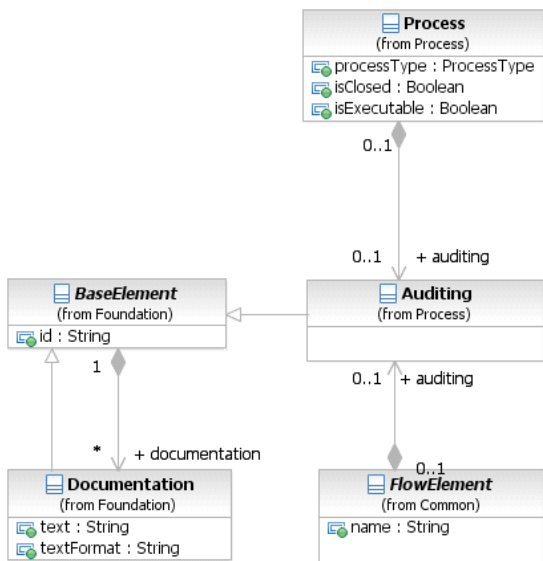 Process
(from Process)
processType : ProcessType
isClosed : Boolean
isExecutable : Boolean
0..1
0..1 + auditing
BaseElement
(from Foundation)
id : String
Auditing
(from Process)
1
0..1 + auditing
* + documentation
0..1
Documentation
(from Foundation)
text : String
textFormat : String
FlowElement
(from Common)
name : String